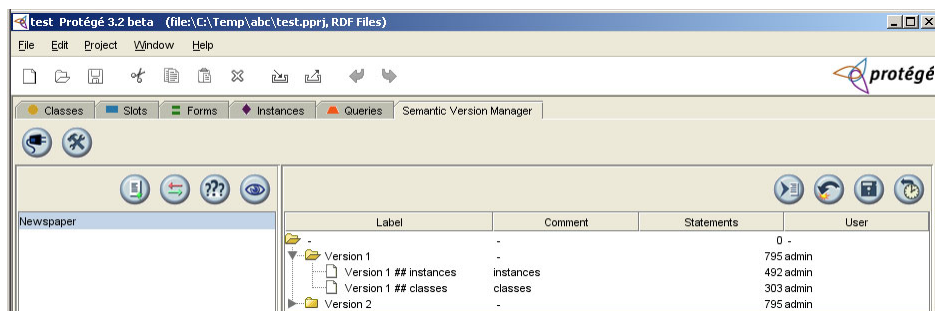 test Protégé 3.2 beta (file:\C:\Temp\abc\test.pprj, RDF Files)
File Edit Project Window Help
protégé
Classes Slots Forms Instances Queries Semantic Version Manager
???
Newspaper
Label Comment Statements User
- - 0 -
Version 1 - 795 admin
Version 1 ## instances instances 492 admin
Version 1 ## classes classes 303 admin
Version 2 - 795 admin